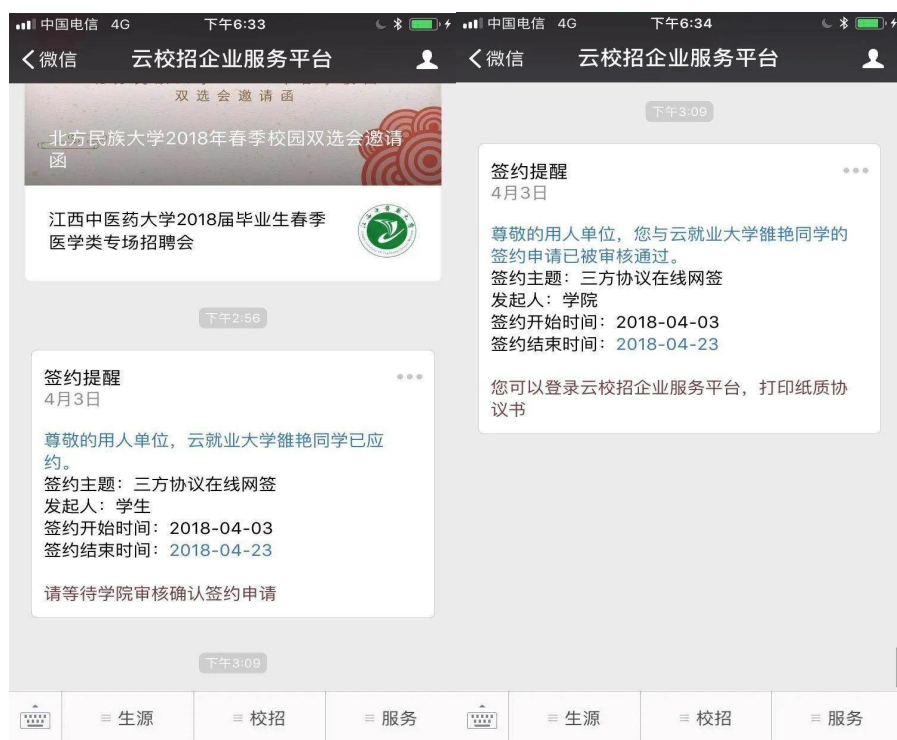 中国电信 4G 下午6:33
微信 云校招企业服务平台
双选会邀请函
北方民族大学2018年春季校园双选会邀请
函
江西中医药大学2018届毕业生春季
医学类专场招聘会
下午2:56
签约提醒
4月3日
尊敬的用人单位，云就业大学雒艳同学已应
约。
签约主题：三方协议在线网签
发起人：学生
签约开始时间：2018-04-03
签约结束时间：2018-04-23
请等待学院审核确认签约申请
下午3:09
生源 校招 服务
中国电信 4G 下午6:34
微信 云校招企业服务平台
下午3:09
签约提醒
4月3日
尊敬的用人单位，您与云就业大学雒艳同学的
签约申请已被审核通过。
签约主题：三方协议在线网签
发起人：学院
签约开始时间：2018-04-03
签约结束时间：2018-04-23
您可以登录云校招企业服务平台，打印纸质协
议书
生源 校招 服务